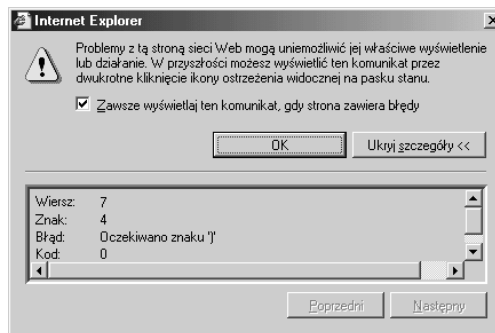 Internet Explorer
Problemy z tą stroną sieci Web mogą uniemożliwić jej właściwe wyświetlenie
lub działanie. W przyszłości możesz wyświetlić ten komunikat przez
dwukrotne kliknięcie ikony ostrzeżenia widocznej na pasku stanu.
Zawsze wyświetlaj ten komunikat, gdy strona zawiera błędy
OK Ukryj szczegóły <<
Wiersz: 7
Znak: 4
Błąd: Oczekiwano znaku ')'
Kod: 0
Poprzedni Następny